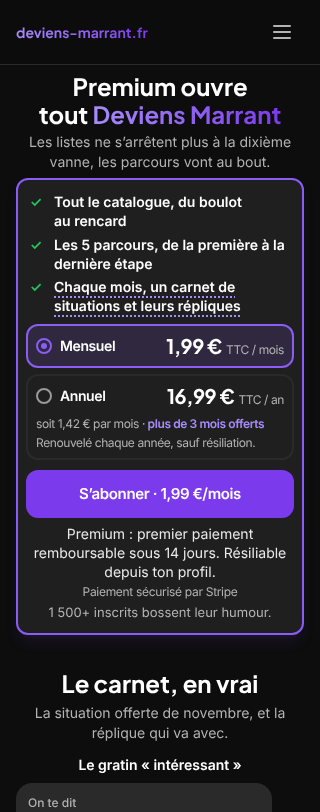 deviens-marrant.fr
Premium ouvre
tout Deviens Marrant
Les listes ne s’arrêtent plus à la dixième
vanne, les parcours vont au bout.
Tout le catalogue, du boulot
au rencard
Les 5 parcours, de la première à la
dernière étape
Chaque mois, un carnet de
situations et leurs répliques
Mensuel 1,99 € TTC / mois
Annuel 16,99 € TTC / an
soit 1,42 € par mois · plus de 3 mois offerts
Renouvelé chaque année, sauf résiliation.
S’abonner · 1,99 €/mois
Premium : premier paiement
remboursable sous 14 jours. Résiliable
depuis ton profil.
Paiement sécurisé par Stripe
1 500+ inscrits bossent leur humour.
Le carnet, en vrai
La situation offerte de novembre, et la
réplique qui va avec.
Le gratin « intéressant »
On te dit